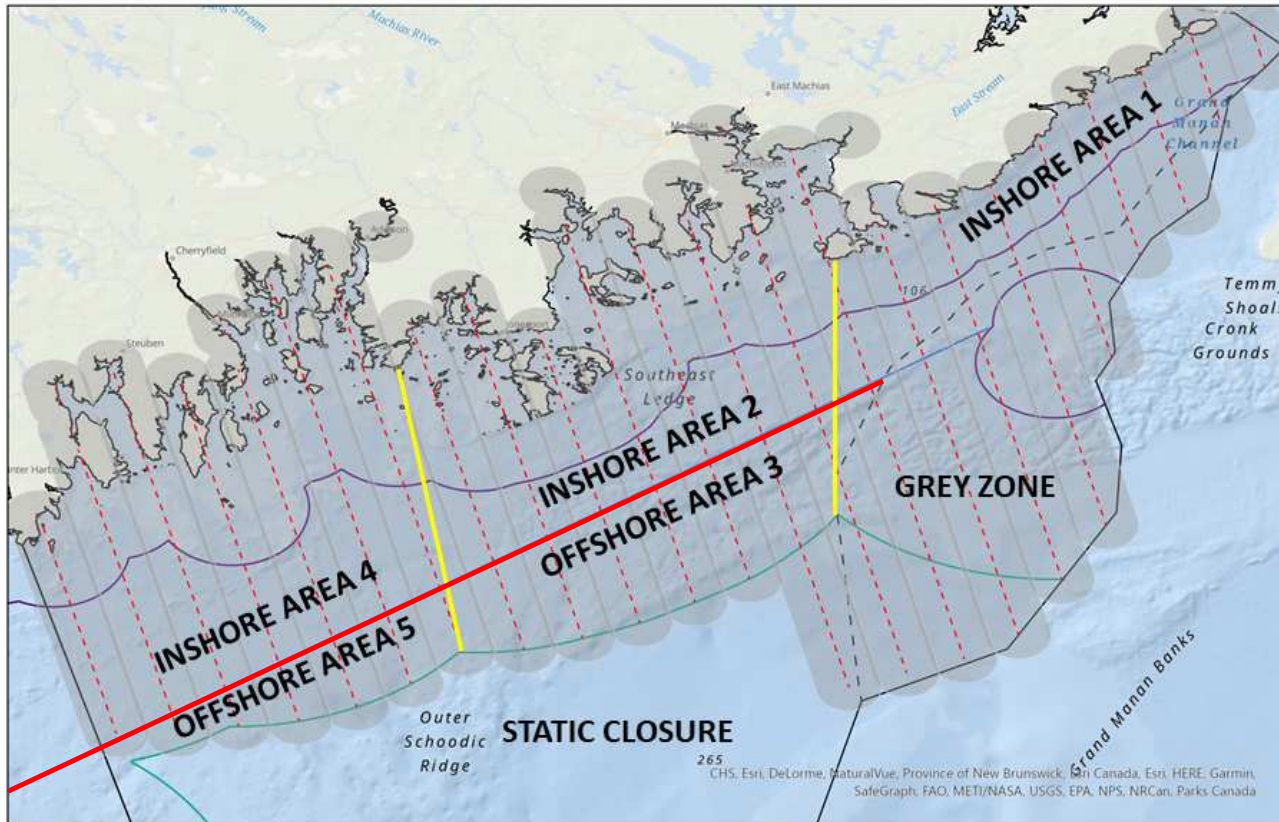 Machias River
East Machias
East Stream
Grand
Manan
Channel
INSHORE AREA 1
Cherryfield
Steuben
106
Temm
Shoals
Cronk
Grounds
Southeast
Ledge
INSHORE AREA 2
OFFSHORE AREA 3
GREY ZONE
INSHORE AREA 4
OFFSHORE AREA 5
Outer
Schoodic
Ridge
STATIC CLOSURE
265
Grand Manan Banks
CHS, Esri, DeLorme, NaturalVue, Province of New Brunswick, Esri Canada, Esri, HERE, Garmin,
SafeGraph, FAO, METI/NASA, USGS, EPA, NPS, NRCan, Parks Canada